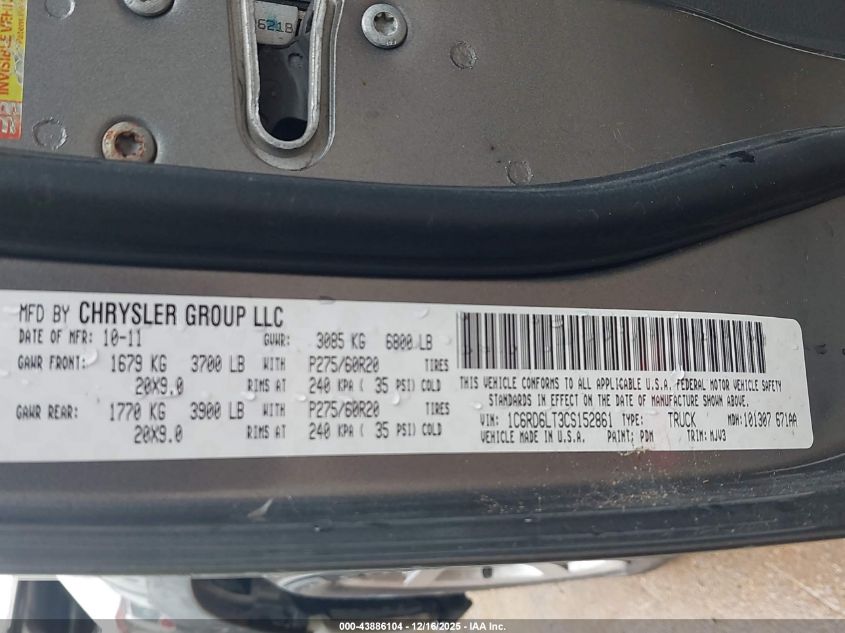 621B
INVISIBLE
MFD BY CHRYSLER GROUP LLC
DATE OF MFR: 10-11 GVWR: 3085 KG 6800 LB
GAWR FRONT: 1679 KG 3700 LB WITH P275/60R20 TIRES
20X9.0 RIMS AT 240 KPA ( 35 PSI) COLD
GAWR REAR: 1770 KG 3900 LB WITH P275/60R20 TIRES
20X9.0 RIMS AT 240 KPA ( 35 PSI) COLD
THIS VEHICLE CONFORMS TO ALL APPLICABLE U.S.A. FEDERAL MOTOR VEHICLE SAFETY
STANDARDS IN EFFECT ON THE DATE OF MANUFACTURE SHOWN ABOVE.
VIN: 1C6RD6LT3CS152861 TYPE: TRUCK MDH: 101307 671AA
VEHICLE MADE IN U.S.A. PAINT: PDM TRIM: MJV3
000-43886104 - 12/16/2025 - IAA Inc.